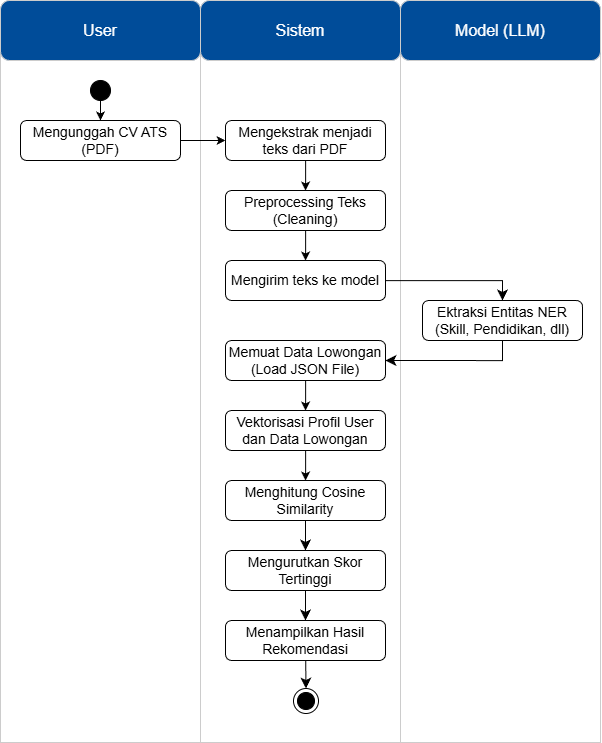 User
Sistem
Model (LLM)
Mengunggah CV ATS
(PDF)
Mengekstrak menjadi
teks dari PDF
Preprocessing Teks
(Cleaning)
Mengirim teks ke model
Ektraksi Entitas NER
(Skill, Pendidikan, dll)
Memuat Data Lowongan
(Load JSON File)
Vektorisasi Profil User
dan Data Lowongan
Menghitung Cosine
Similarity
Mengurutkan Skor
Tertinggi
Menampilkan Hasil
Rekomendasi